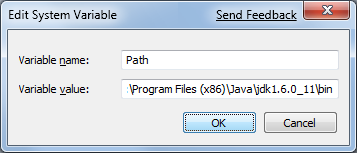 Edit System Variable
Send Feedback
Variable name:
Path
Variable value:
:\Program Files (x86)\Java\jdk1.6.0_11\bin
OK
Cancel